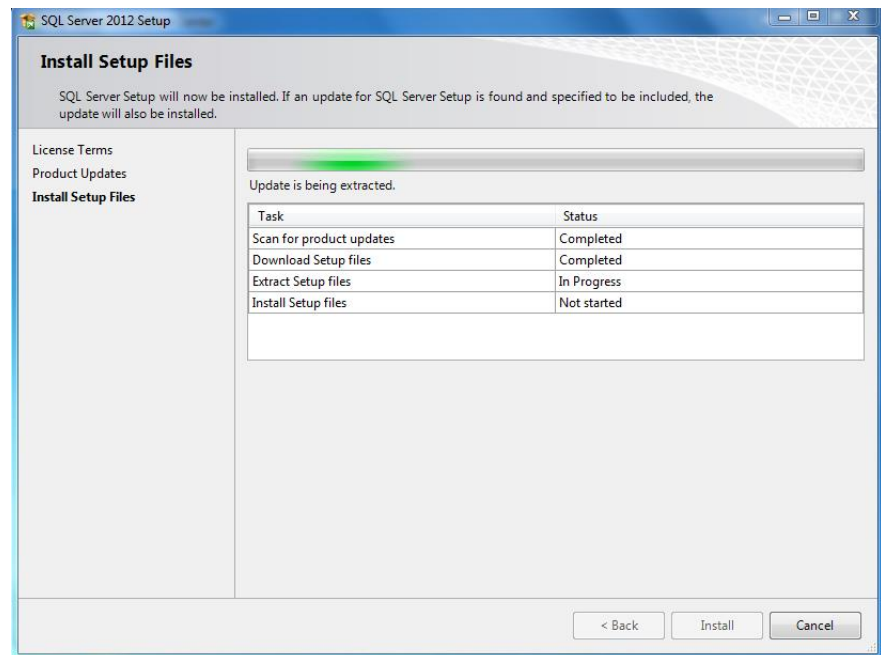 SQL Server 2012 Setup
Install Setup Files
SQL Server Setup will now be installed. If an update for SQL Server Setup is found and specified to be included, the
update will also be installed.
License Terms
Product Updates
Install Setup Files
Update is being extracted.
Task Status
Scan for product updates Completed
Download Setup files Completed
Extract Setup files In Progress
Install Setup files Not started
< Back Install Cancel